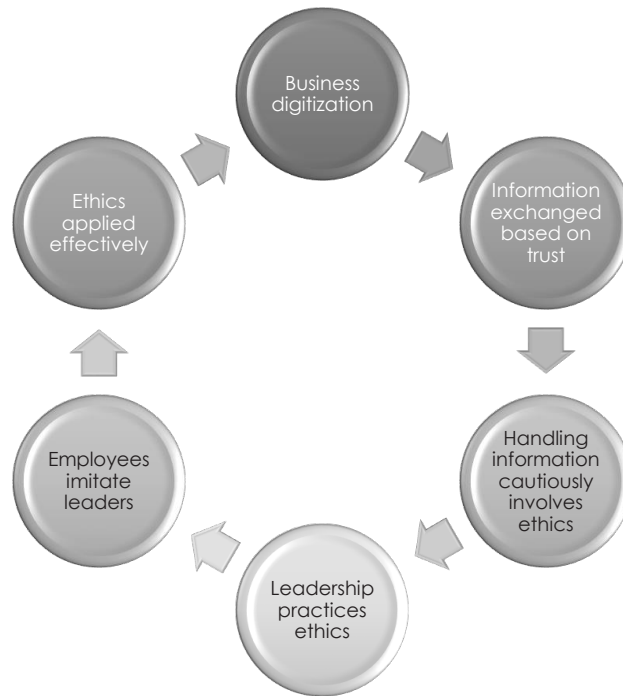 Business
digitization
Information
exchanged
based on
trust
Handling
information
cautiously
involves
ethics
Leadership
practices
ethics
Employees
imitate
leaders
Ethics
applied
effectively